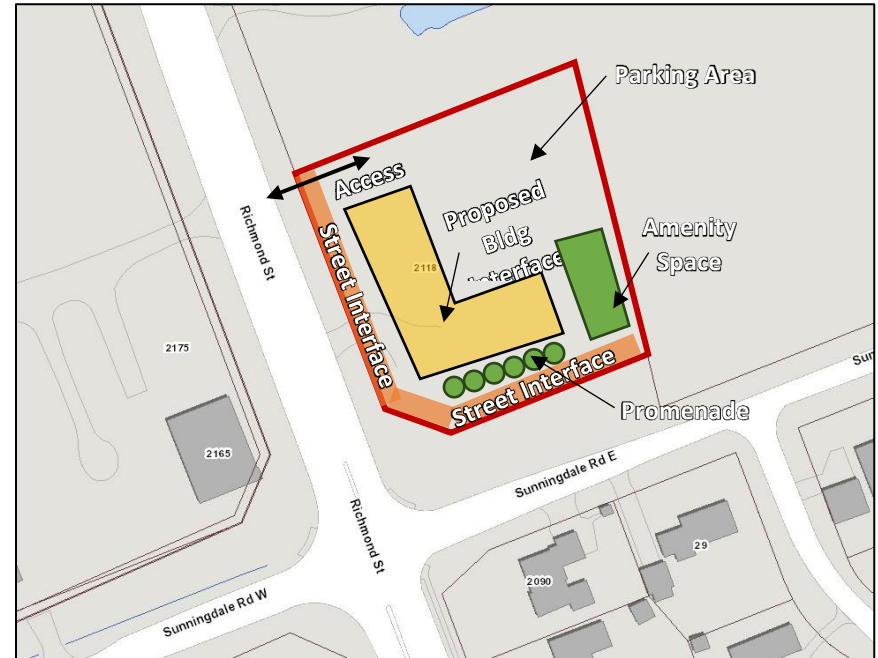 Parking Area
Access
Proposed
Bldg
Interface
Amenity
Space
Richmond St
Street Interface
2118
2175
2165
Street Interface
Promenade
Sunningdale Rd E
Richmond St
29
2090
Sunningdale Rd W